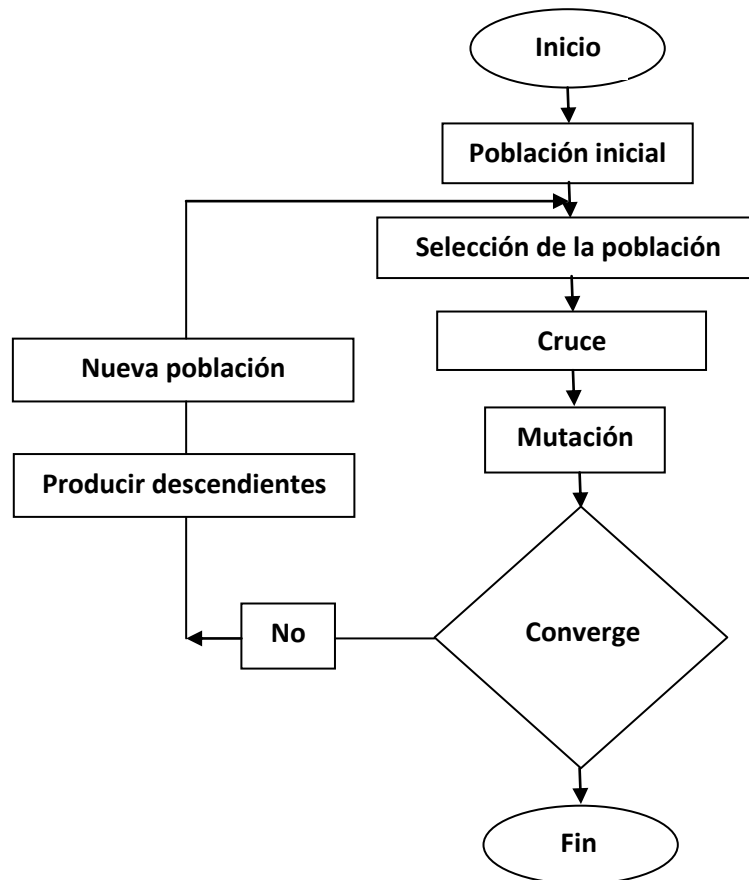 Inicio
Población inicial
Selección de la población
Cruce
Nueva población
Mutación
Producir descendientes
No
Converge
Fin